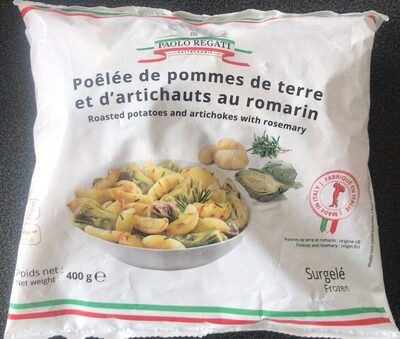 PAOLO REGATI
Poêlée de pommes de terre
et d'artichauts au romarin
Roasted potatoes and artichokes with rosemary
FABRIQUÉ EN ITALIE
MADE IN ITALY
Pommes de terre et romarin : origine UE
Potatoes and rosemary : origin EU
Poids net :
Net weight : 400 g e
Surgelé
Frozen